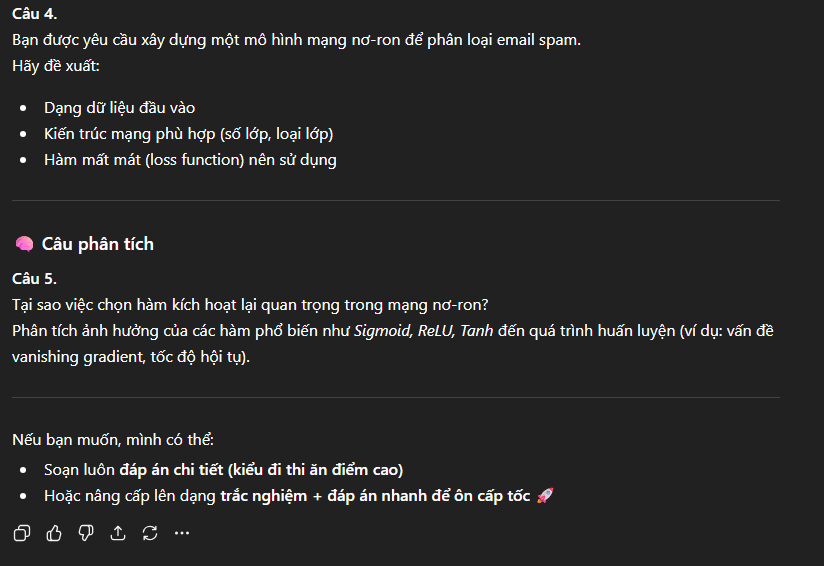 Câu 4.
Bạn được yêu cầu xây dựng một mô hình mạng nơ-ron để phân loại email spam.
Hãy đề xuất:
• Dạng dữ liệu đầu vào
• Kiến trúc mạng phù hợp (số lớp, loại lớp)
• Hàm mất mát (loss function) nên sử dụng
🧠 Câu phân tích
Câu 5.
Tại sao việc chọn hàm kích hoạt lại quan trọng trong mạng nơ-ron?
Phân tích ảnh hưởng của các hàm phổ biến như Sigmoid, ReLU, Tanh đến quá trình huấn luyện (ví dụ: vấn đề
vanishing gradient, tốc độ hội tụ).
Nếu bạn muốn, mình có thể:
• Soạn luôn đáp án chi tiết (kiểu đi thi ăn điểm cao)
• Hoặc nâng cấp lên dạng trắc nghiệm + đáp án nhanh để ôn cấp tốc 🚀